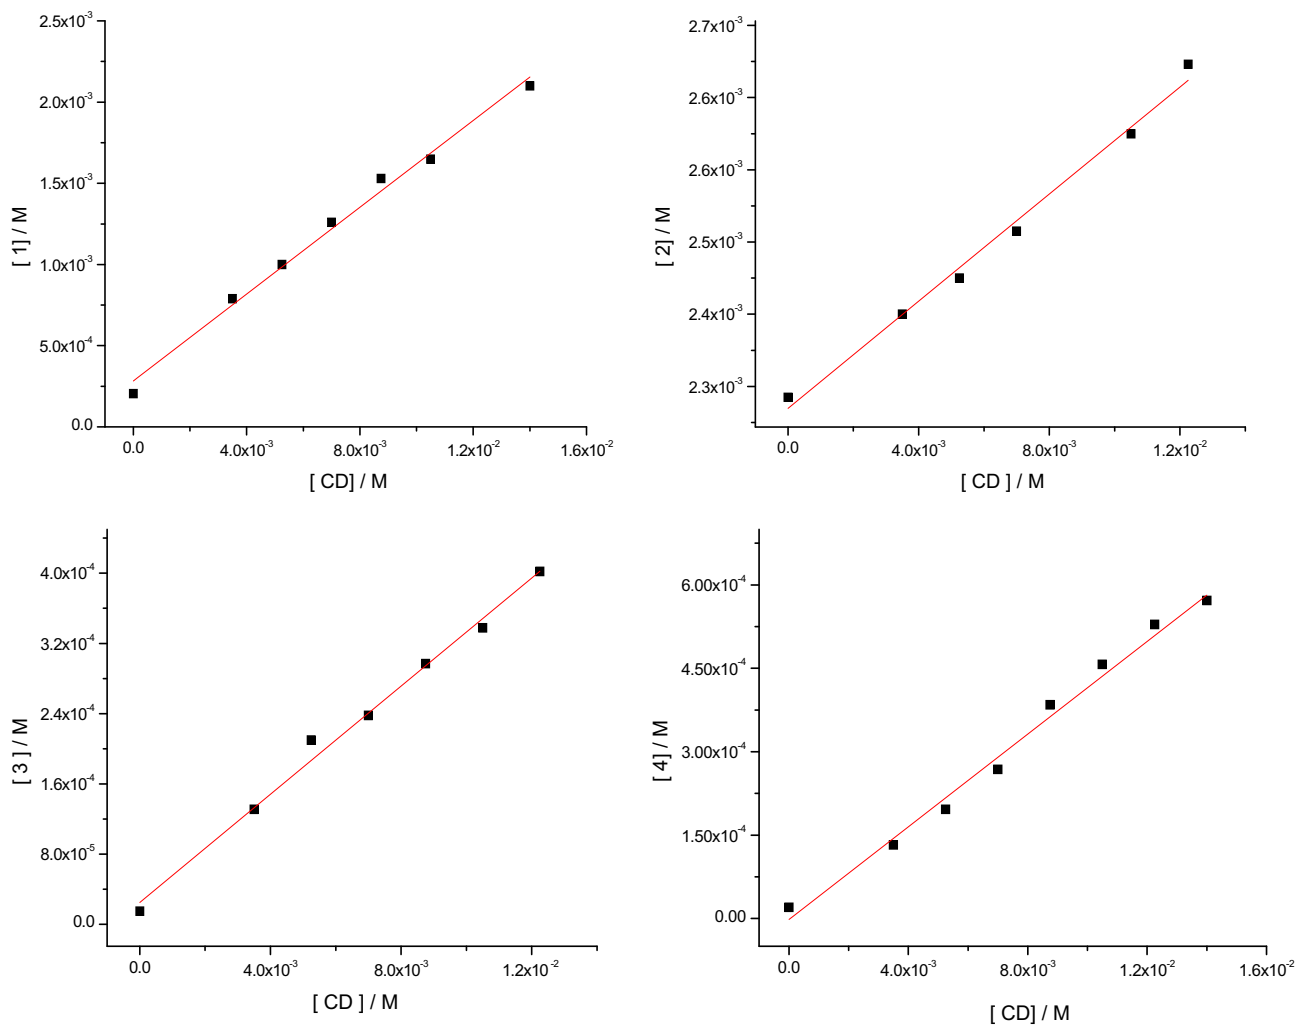 2.5x10-3
2.0x10-3
1.5x10-3
1.0x10-3
5.0x10-4
0.0
[ 1] / M
0.0 4.0x10-3 8.0x10-3 1.2x10-2 1.6x10-2
[ CD] / M
2.7x10-3
2.6x10-3
2.6x10-3
2.5x10-3
2.4x10-3
2.3x10-3
[ 2] / M
0.0 4.0x10-3 8.0x10-3 1.2x10-2
[ CD ] / M
4.0x10-4
3.2x10-4
2.4x10-4
1.6x10-4
8.0x10-5
0.0
[ 3 ] / M
0.0 4.0x10-3 8.0x10-3 1.2x10-2
[ CD ] / M
6.00x10-4
4.50x10-4
3.00x10-4
1.50x10-4
0.00
[ 4] / M
0.0 4.0x10-3 8.0x10-3 1.2x10-2 1.6x10-2
[ CD] / M